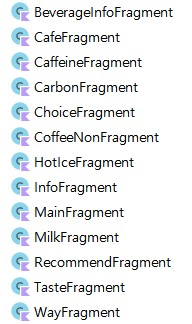 BeverageInfoFragment
CafeFragment
CaffeineFragment
CarbonFragment
ChoiceFragment
CoffeeNonFragment
HotIceFragment
InfoFragment
MainFragment
MilkFragment
RecommendFragment
TasteFragment
WayFragment